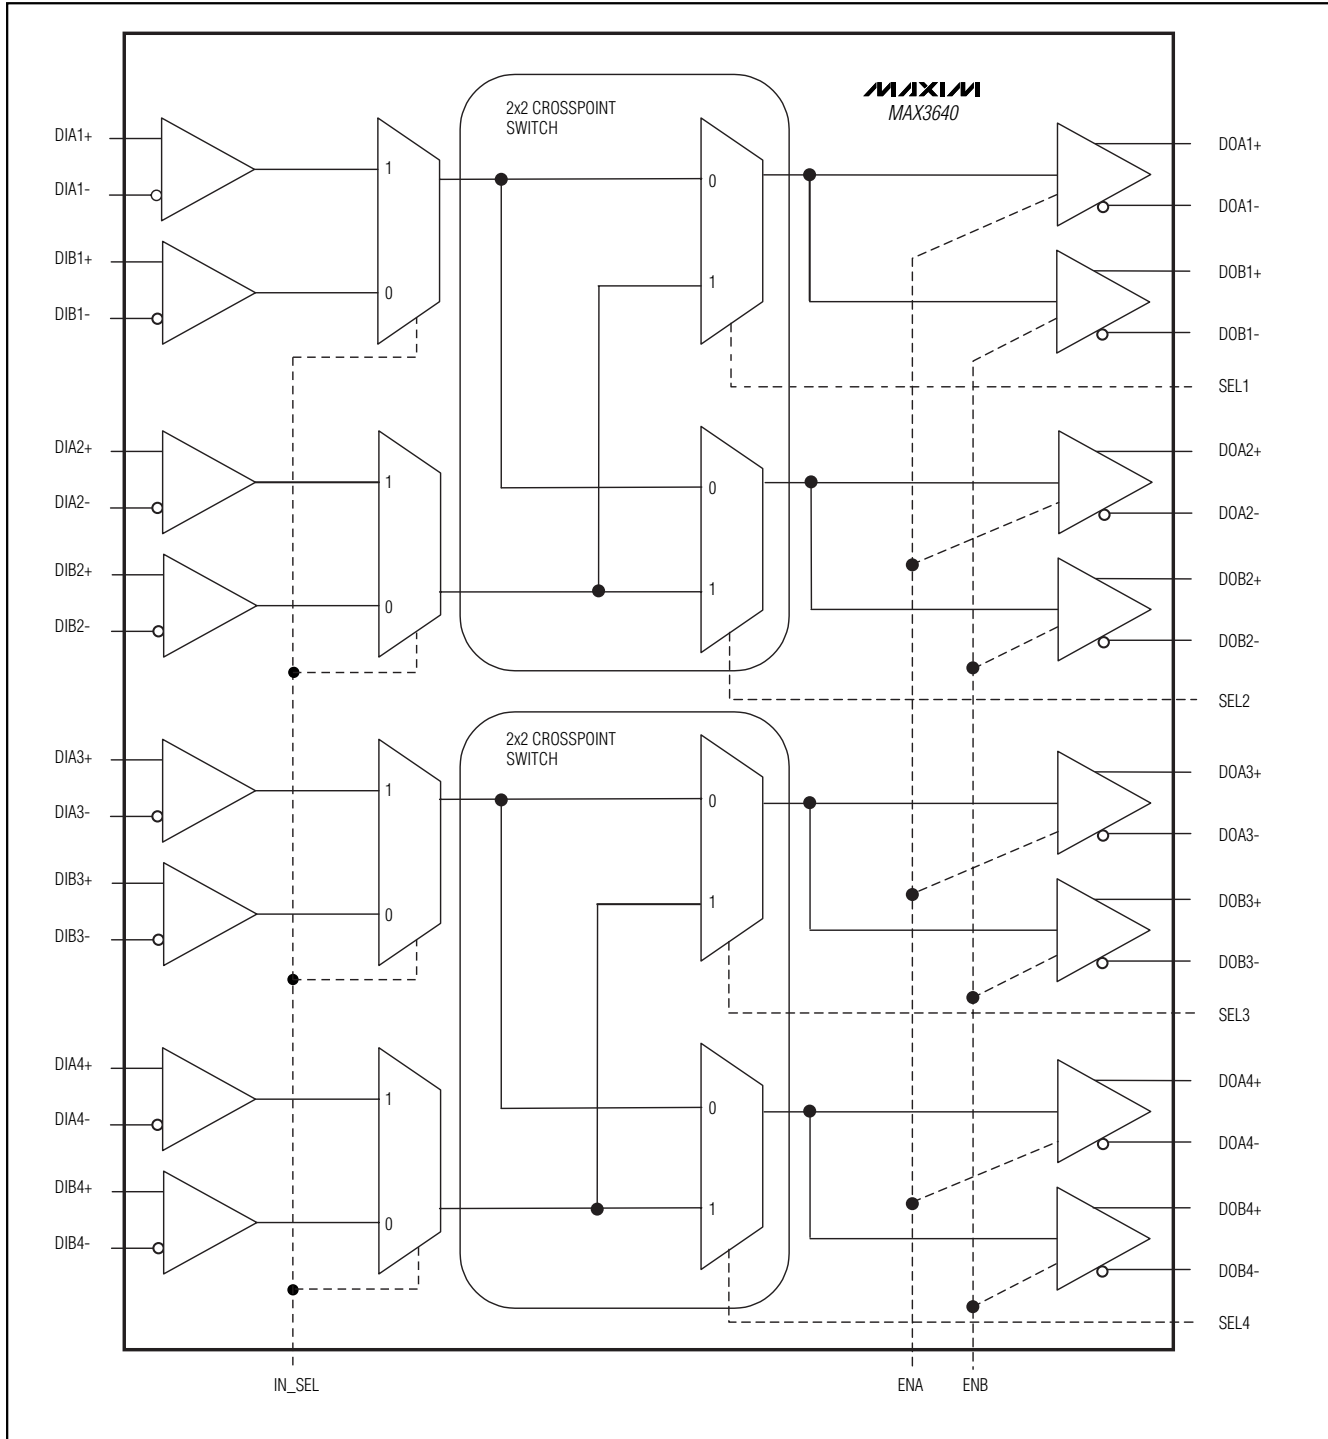 MAXIM
MAX3640
2x2 CROSSPOINT
SWITCH
DIA1+
DIA1-
DIB1+
DIB1-
1
0
0
1
DOA1+
DOA1-
DOB1+
DOB1-
SEL1
DIA2+
DIA2-
DIB2+
DIB2-
1
0
0
1
DOA2+
DOA2-
DOB2+
DOB2-
SEL2
2x2 CROSSPOINT
SWITCH
DIA3+
DIA3-
DIB3+
DIB3-
1
0
0
1
DOA3+
DOA3-
DOB3+
DOB3-
SEL3
DIA4+
DIA4-
DIB4+
DIB4-
1
0
0
1
DOA4+
DOA4-
DOB4+
DOB4-
SEL4
IN_SEL
ENA
ENB